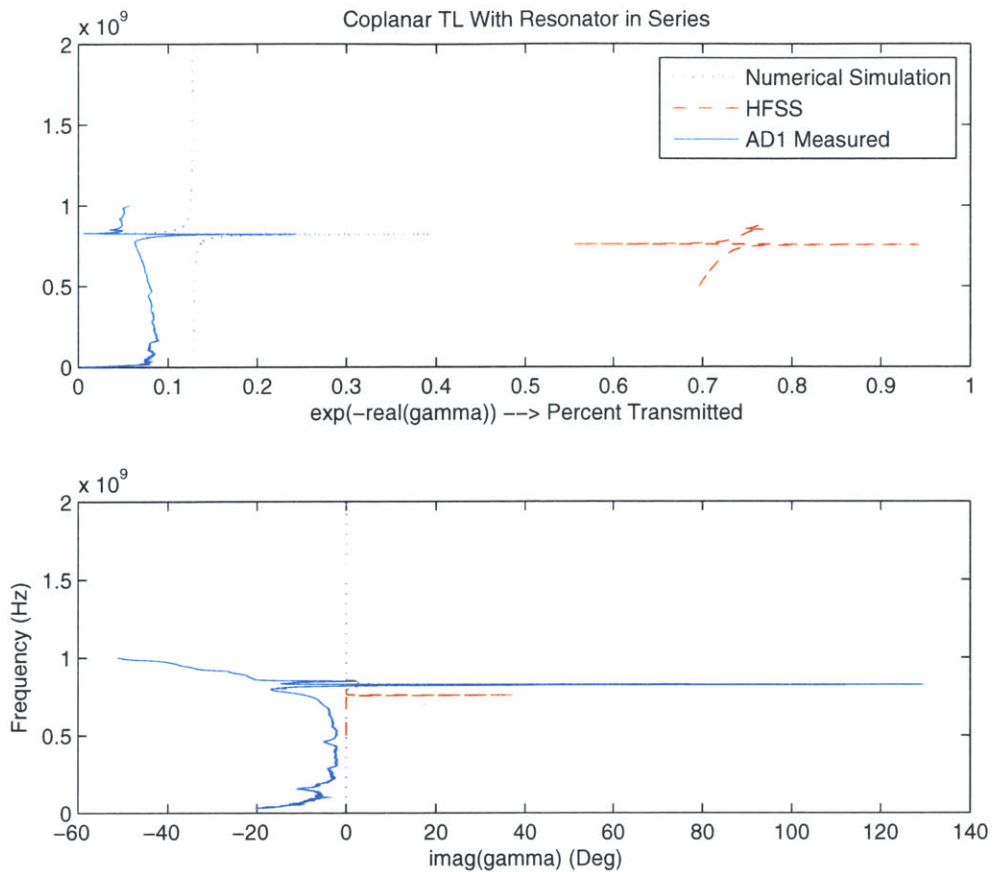 Coplanar TL With Resonator in Series
x 10^9
2
1.5
1
0.5
0
Numerical Simulation
HFSS
AD1 Measured
0 0.1 0.2 0.3 0.4 0.5 0.6 0.7 0.8 0.9 1
exp(−real(gamma)) −−> Percent Transmitted
x 10^9
2
1.5
1
0.5
0
Frequency (Hz)
−60 −40 −20 0 20 40 60 80 100 120 140
imag(gamma) (Deg)